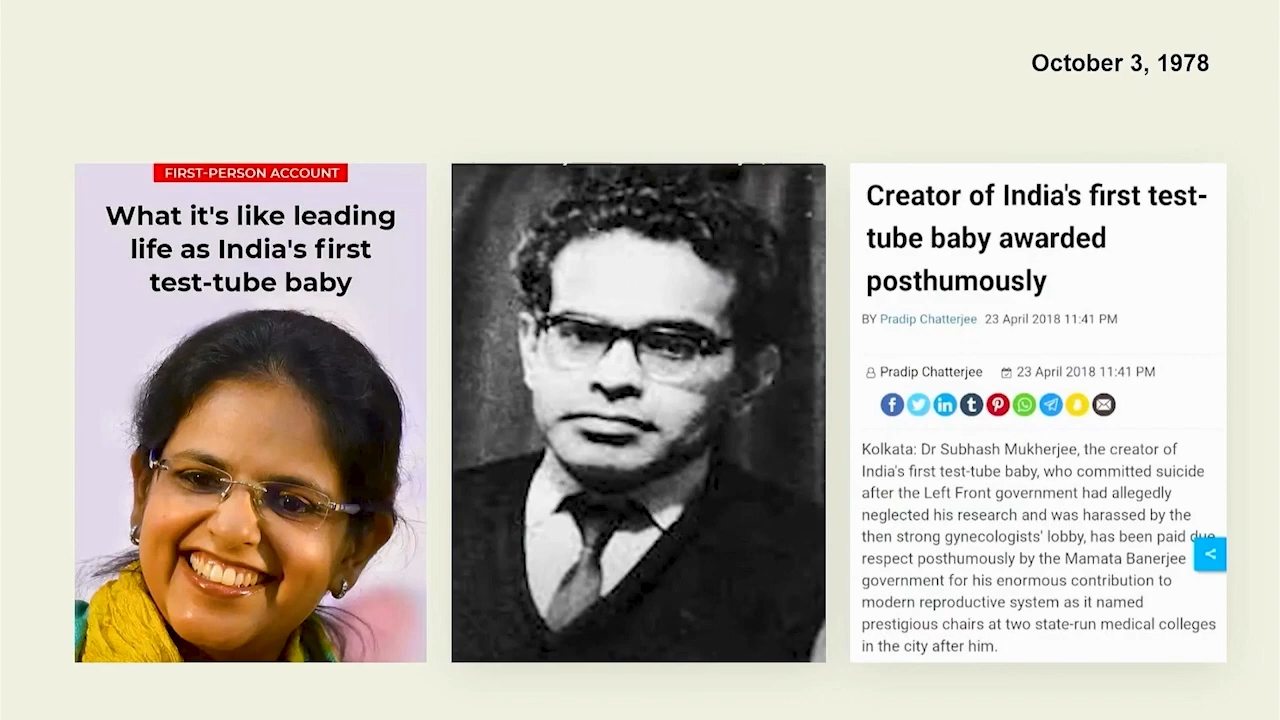 October 3, 1978
FIRST-PERSON ACCOUNT
What it's like leading
life as India's first
test-tube baby
Creator of India's first test-
tube baby awarded
posthumously
BY Pradip Chatterjee 23 April 2018 11:41 PM
Pradip Chatterjee 23 April 2018 11:41 PM
Kolkata: Dr Subhash Mukherjee, the creator of
India's first test-tube baby, who committed suicide
after the Left Front government had allegedly
neglected his research and was harassed by the
then strong gynecologists' lobby, has been paid due
respect posthumously by the Mamata Banerjee
government for his enormous contribution to
modern reproductive system as it named
prestigious chairs at two state-run medical colleges
in the city after him.